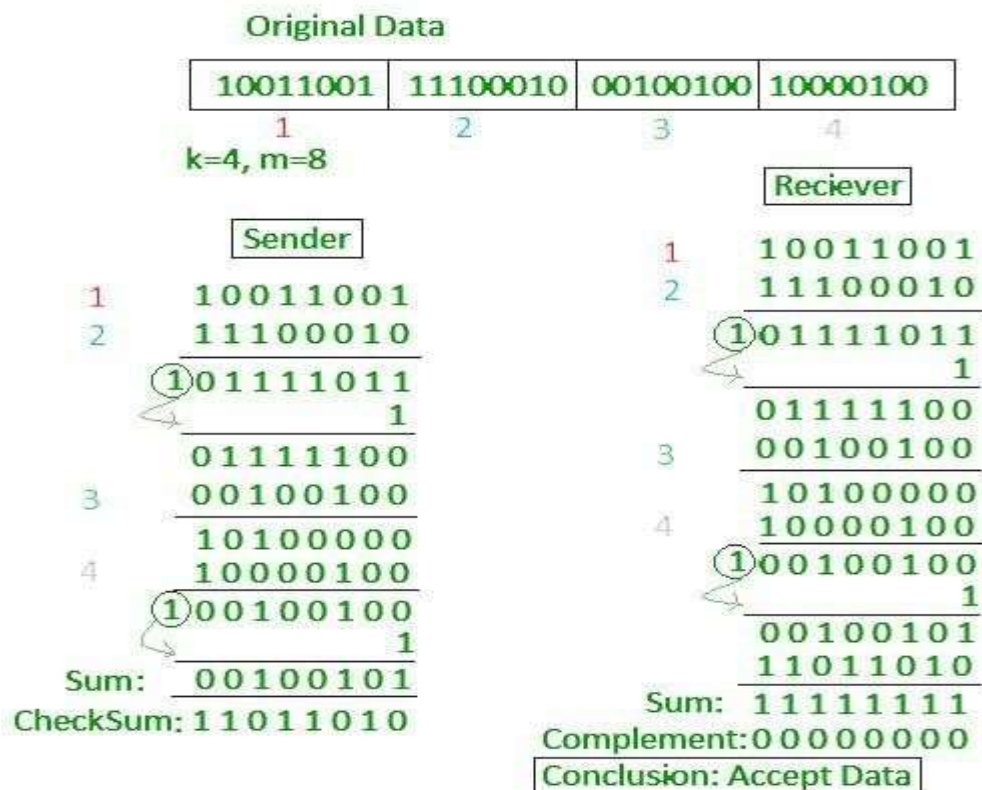 Original Data
10011001 11100010 00100100 10000100
1 2 3 4
k=4, m=8
Sender
1 10011001
2 11100010
1 01111011
1
01111100
3 00100100
10100000
4 10000100
1 00100100
1
Sum: 00100101
CheckSum: 11011010
Reciever
1 10011001
2 11100010
1 01111011
1
01111100
3 00100100
10100000
4 10000100
1 00100100
1
00100101
11011010
Sum: 11111111
Complement: 00000000
Conclusion: Accept Data